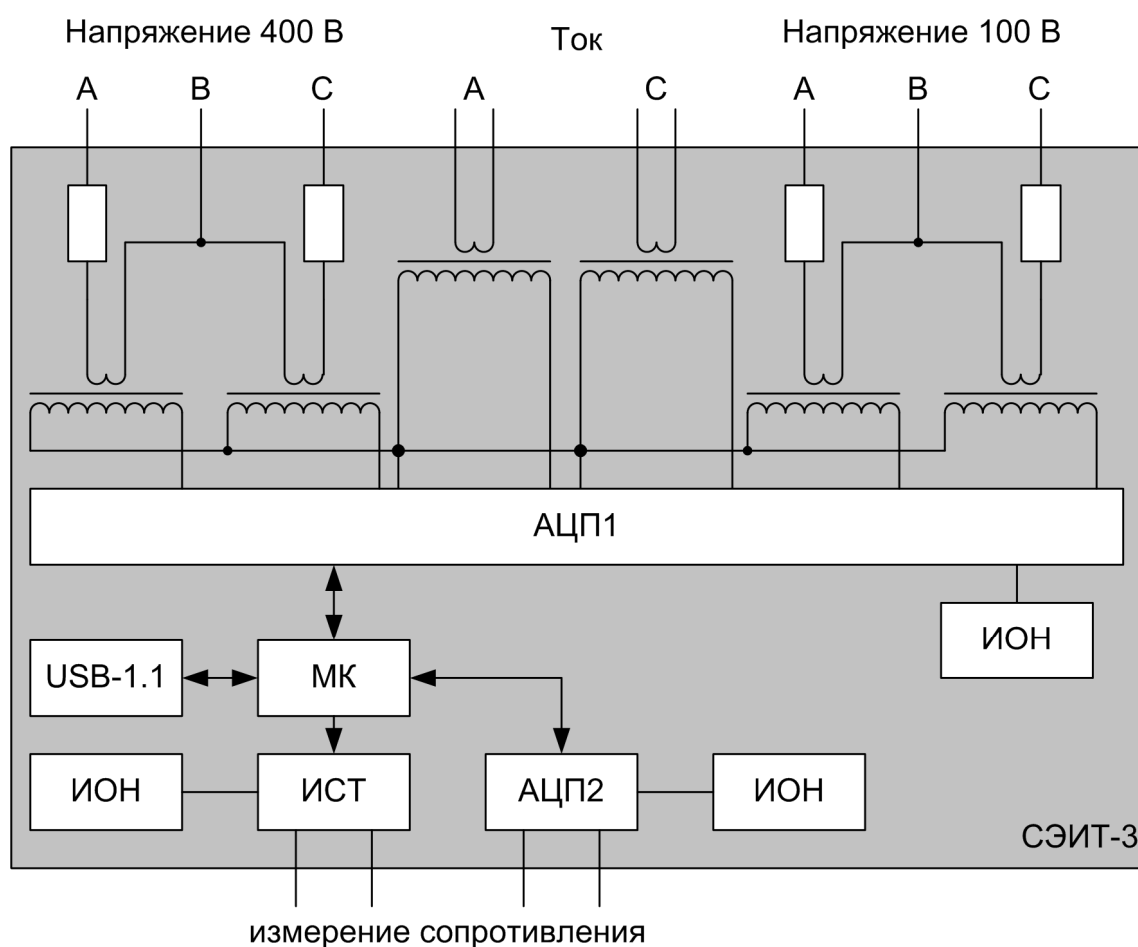 Напряжение 400 В
Ток
Напряжение 100 В
А В С
А С
А В С
АЦП1
ИОН
USB-1.1
МК
ИОН
ИСТ
АЦП2
ИОН
СЭИТ-3
измерение сопротивления